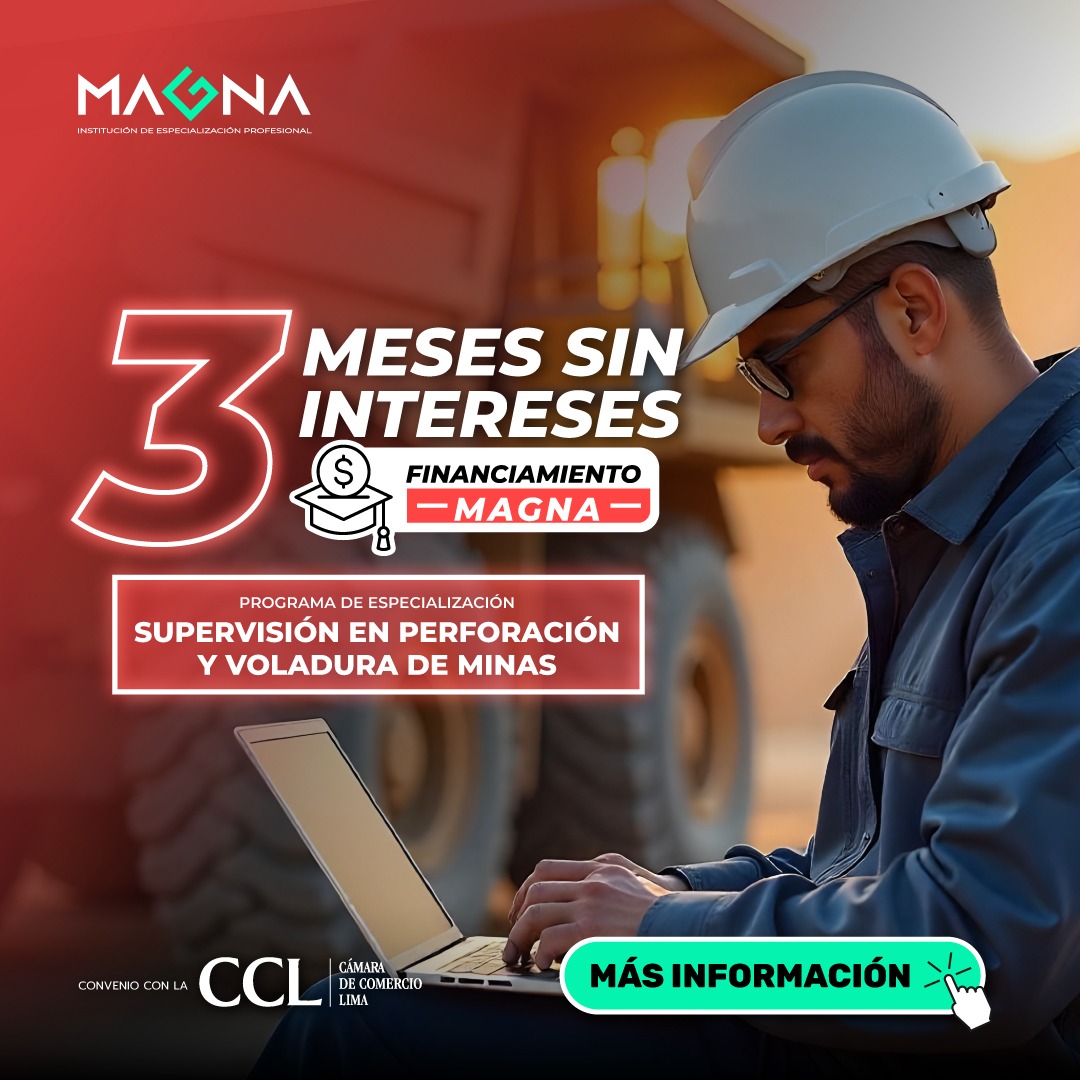 MAGNA
INSTITUCIÓN DE ESPECIALIZACIÓN PROFESIONAL
3 MESES SIN
INTERESES
$
FINANCIAMIENTO
MAGNA
PROGRAMA DE ESPECIALIZACIÓN
SUPERVISIÓN EN PERFORACIÓN
Y VOLADURA DE MINAS
CONVENIO CON LA
CCL
CÁMARA
DE COMERCIO
LIMA
MÁS INFORMACIÓN